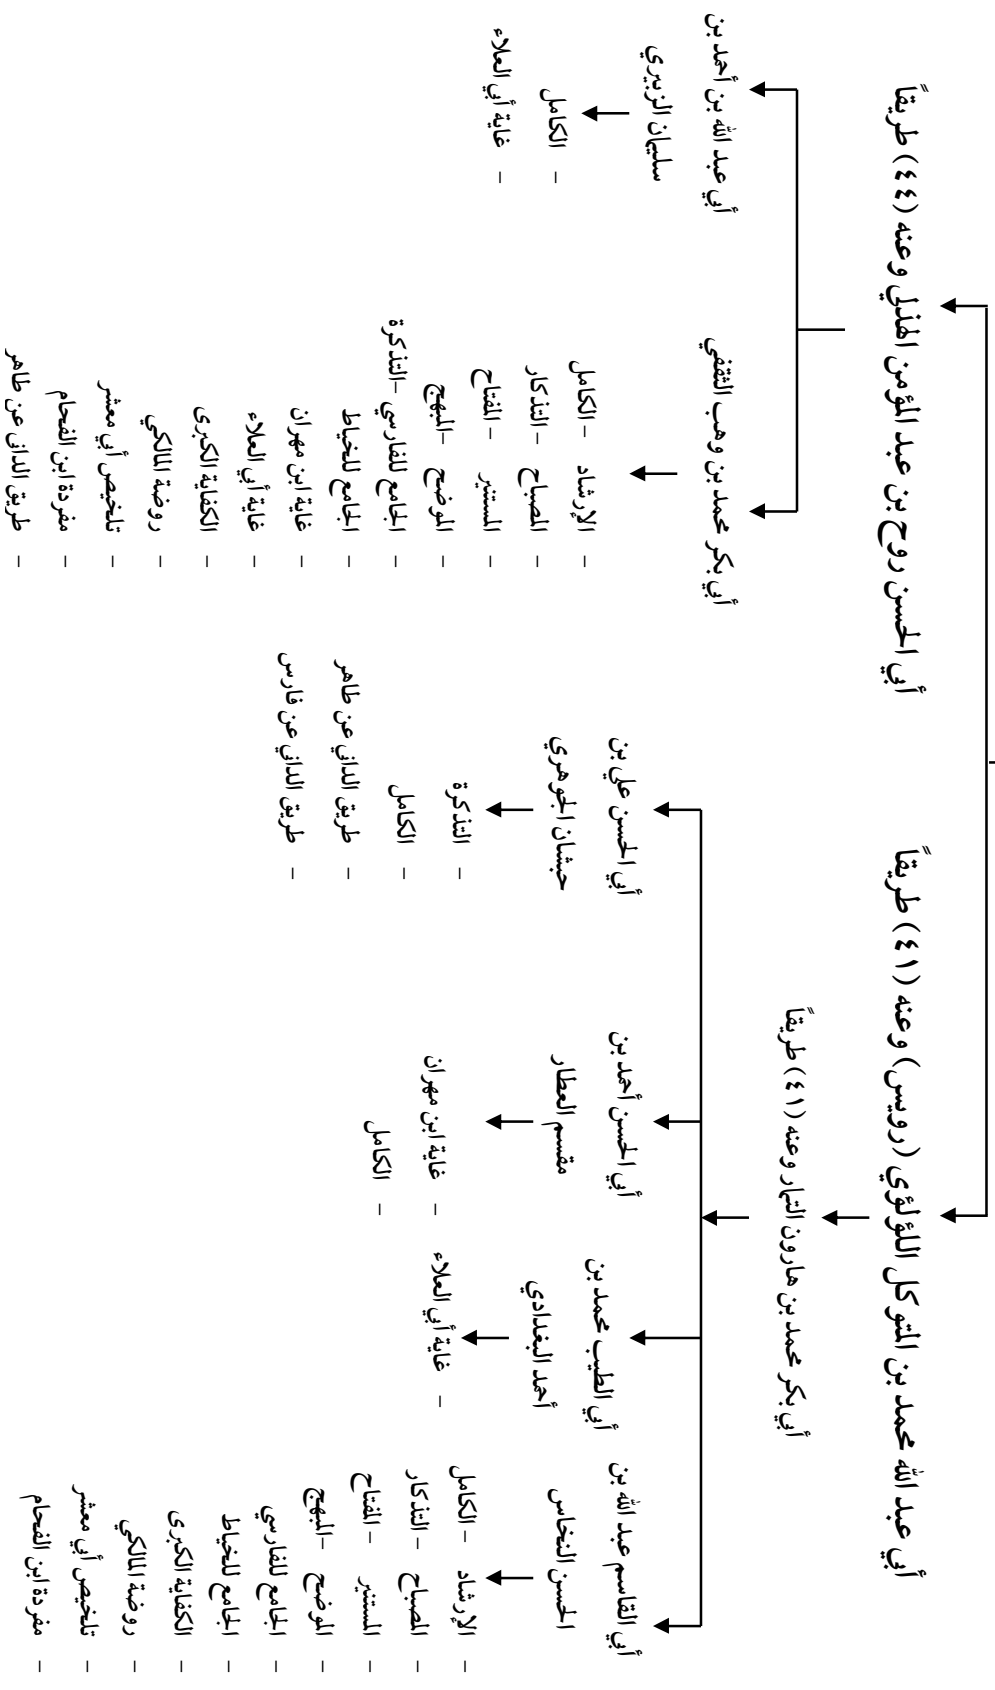 أبي عبد الله محمد بن المتوكل اللؤلؤي (رويس) وعنه (٤١) طريقاً
أبي بكر محمد بن هارون التمار وعنه (٤١) طريقاً
أبي القاسم عبد الله بن
الحسن النخاس
- الإرشاد - الكامل
- المصباح - التذكار
- المستنير - المفتاح
- الموضح - المبهج
- الجامع للفارسي
- الجامع للخياط
- الكفاية الكبرى
- روضة المالكي
- تلخيص أبي معشر
- مفردة ابن الفحام
أبي الطيب محمد بن
أحمد البغدادي
- غاية أبي العلاء
أبي الحسن أحمد بن
مقسم العطار
- غاية ابن مهران
- الكامل
أبي الحسن علي بن
حبشان الجوهري
- التذكرة
- الكامل
- طريق الداني عن طاهر
- طريق الداني عن فارس
أبي الحسن روح بن عبد المؤمن الهذلي وعنه (٤٤) طريقاً
أبي بكر محمد بن وهب الثقفي
- الإرشاد - الكامل
- المصباح - التذكار
- المستنير - المفتاح
- الموضح - المبهج
- الجامع للفارسي - التذكرة
- الجامع للخياط
- غاية ابن مهران
- غاية أبي العلاء
- الكفاية الكبرى
- روضة المالكي
- تلخيص أبي معشر
- مفردة ابن الفحام
- طريق الداني عن طاهر
أبي عبد الله بن أحمد بن
سليمان الزبيري
- الكامل
- غاية أبي العلاء